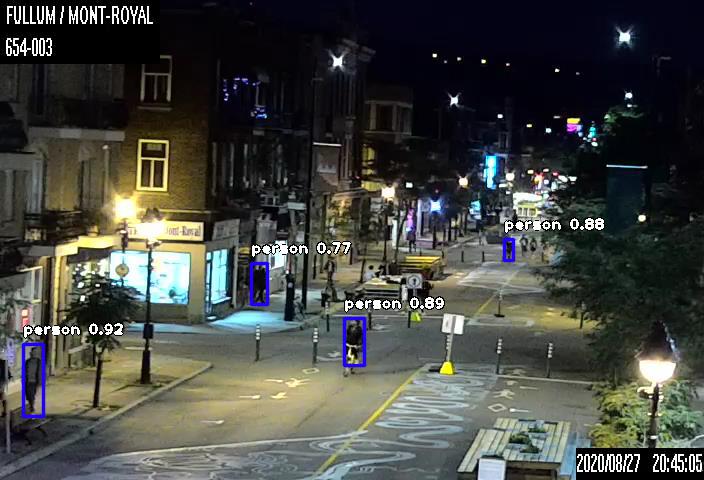 FULLUM / MONT-ROYAL
654-003
person 0.88
person 0.77
person 0.89
person 0.92
Mont-Royal
2020/08/27 20:45:05